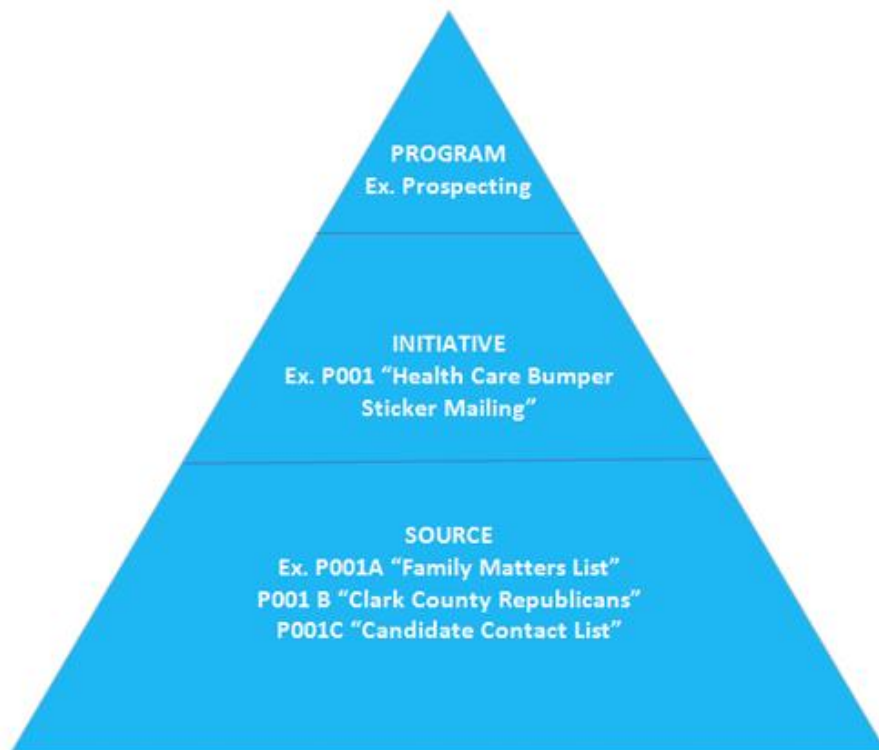 PROGRAM
Ex. Prospecting
INITIATIVE
Ex. P001 “Health Care Bumper
Sticker Mailing”
SOURCE
Ex. P001A “Family Matters List”
P001 B “Clark County Republicans”
P001C “Candidate Contact List”